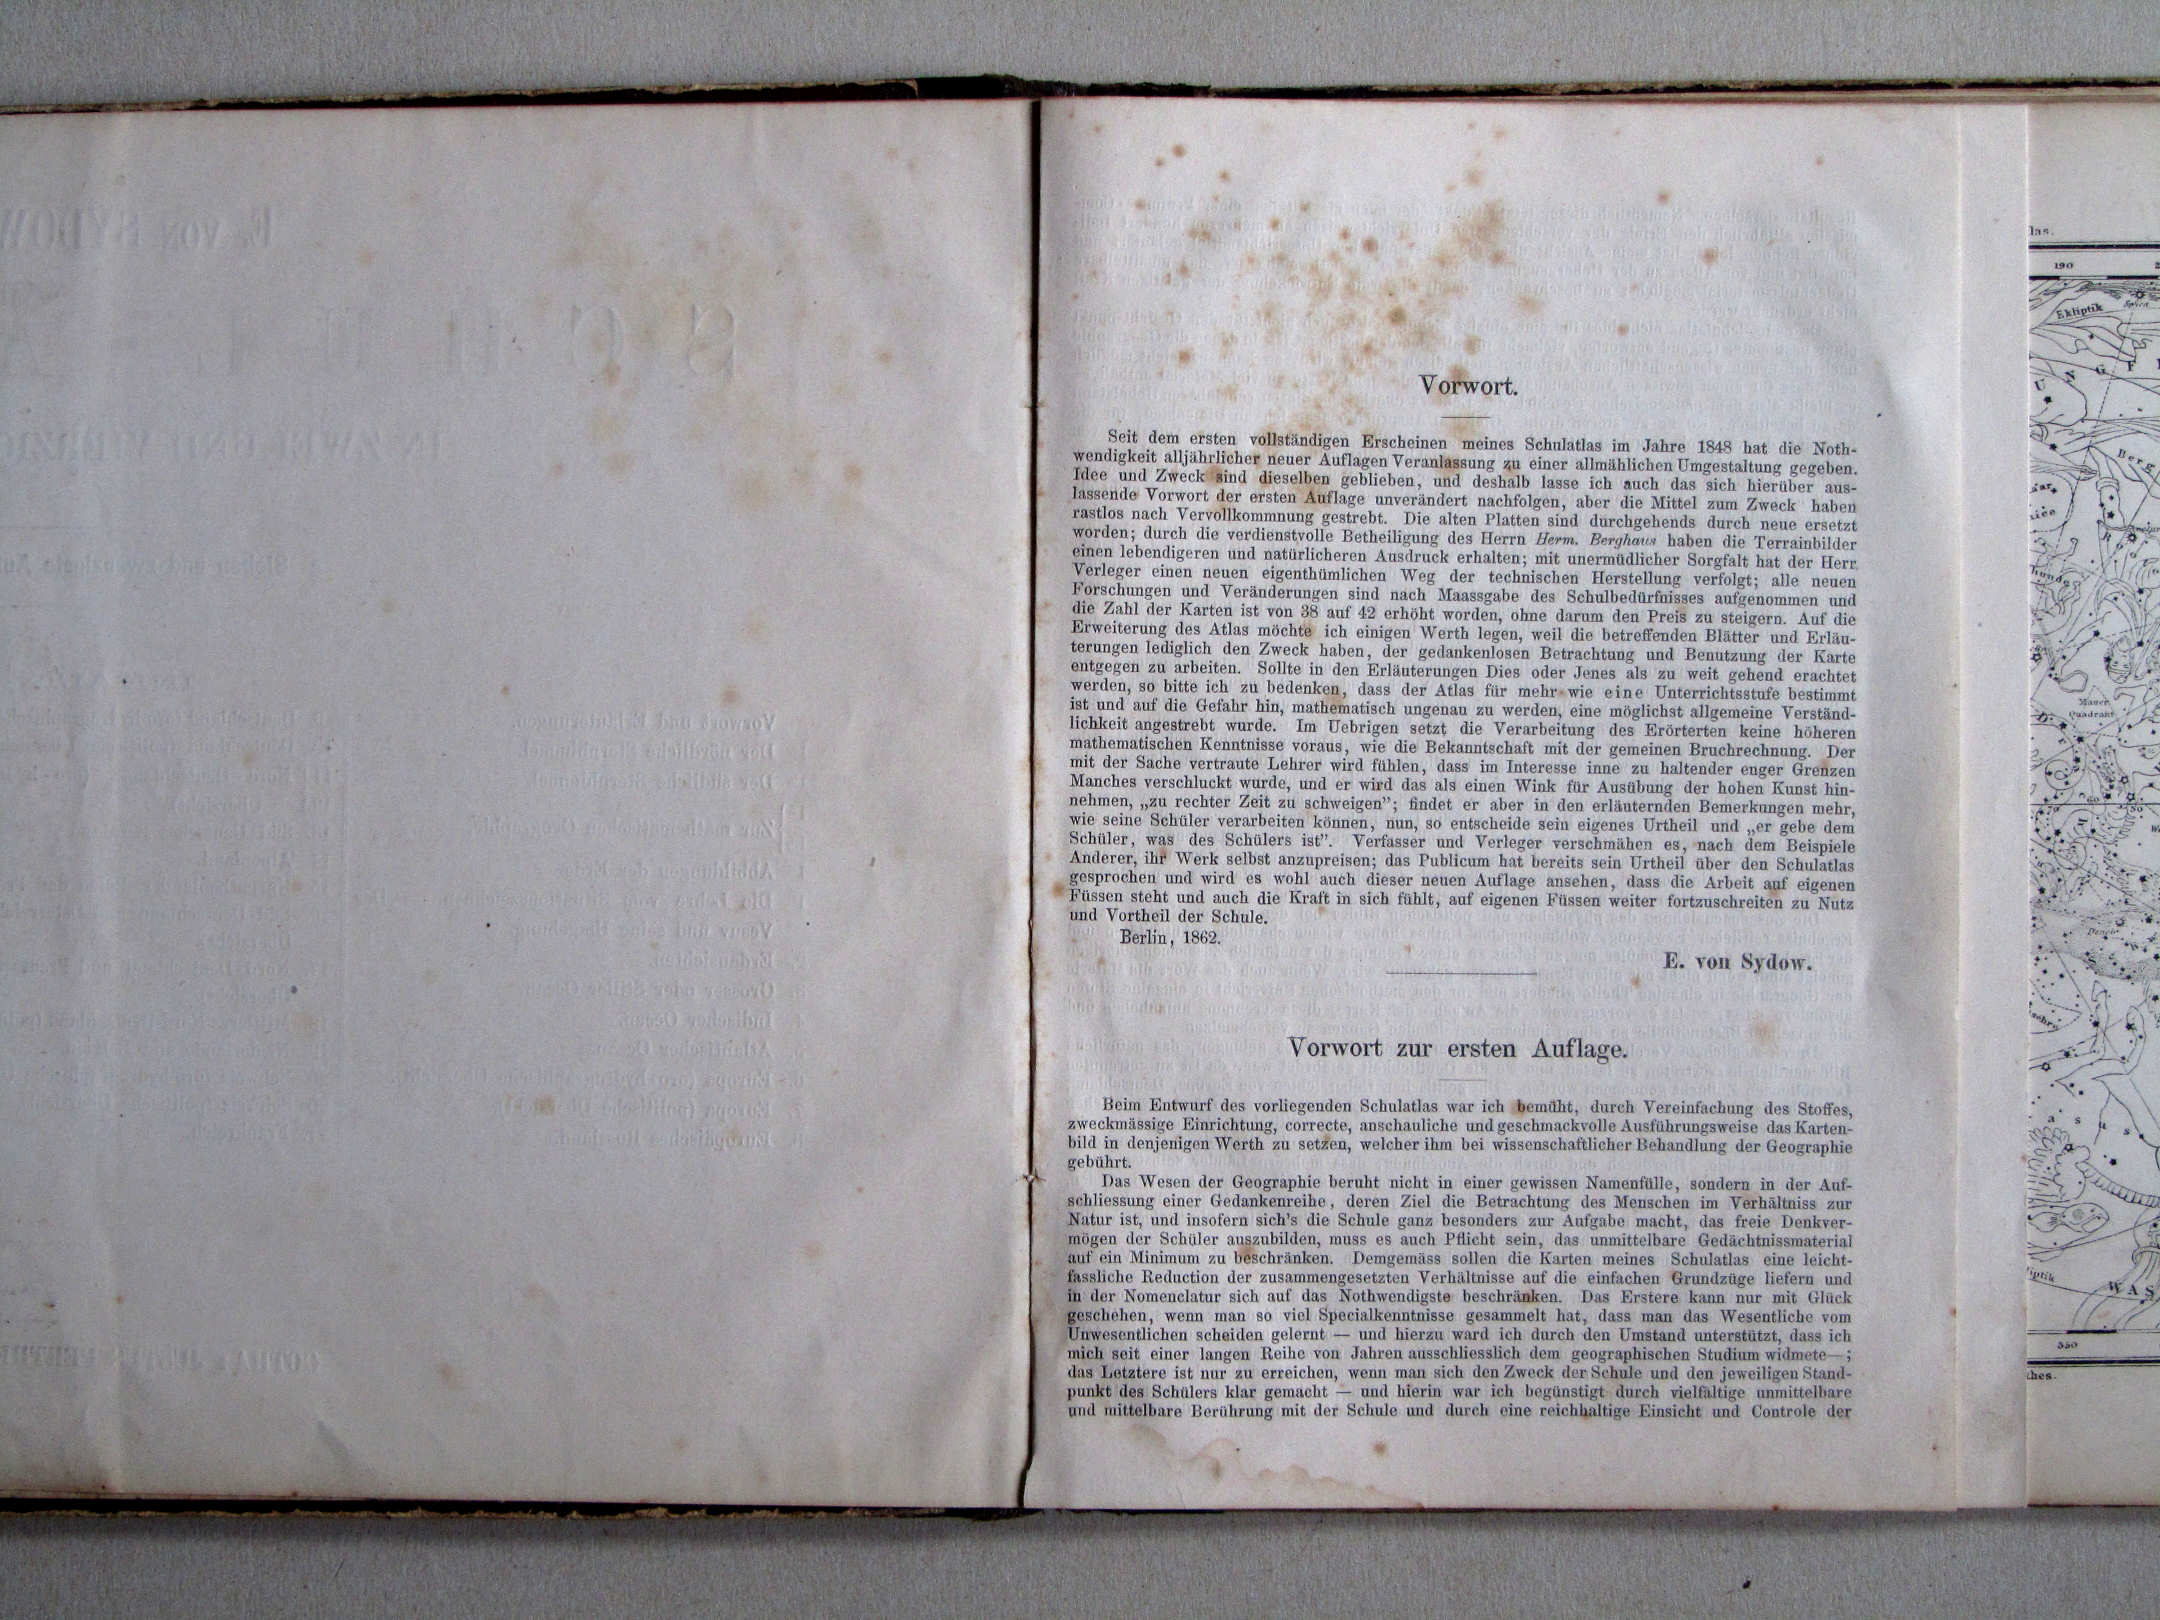 Vorwort.
Seit dem ersten vollständigen Erscheinen meines Schulatlas im Jahre 1848 hat die Noth-
wendigkeit alljährlicher neuer Auflagen Veranlassung zu einer allmählichen Umgestaltung gegeben.
Idee und Zweck sind dieselben geblieben, und deshalb lasse ich auch das sich hierüber aus-
lassende Vorwort der ersten Auflage unverändert nachfolgen, aber die Mittel zum Zweck haben
rastlos nach Vervollkommnung gestrebt. Die alten Platten sind durchgehends durch neue ersetzt
worden; durch die verdienstvolle Betheiligung des Herrn Herm. Berghaus haben die Terrainbilder
einen lebendigeren und natürlicheren Ausdruck erhalten; mit unermüdlicher Sorgfalt hat der Herr
Verleger einen neuen eigenthümlichen Weg der technischen Herstellung verfolgt; alle neuen
Forschungen und Veränderungen sind nach Maassgabe des Schulbedürfnisses aufgenommen und
die Zahl der Karten ist von 38 auf 42 erhöht worden, ohne darum den Preis zu steigern. Auf die
Erweiterung des Atlas möchte ich einigen Werth legen, weil die betreffenden Blätter und Erläu-
terungen lediglich den Zweck haben, der gedankenlosen Betrachtung und Benutzung der Karte
entgegen zu arbeiten. Sollte in den Erläuterungen Dies oder Jenes als zu weit gehend erachtet
werden, so bitte ich zu bedenken, dass der Atlas für mehr wie eine Unterrichtsstufe bestimmt
ist und auf die Gefahr hin, mathematisch ungenau zu werden, eine möglichst allgemeine Verständ-
lichkeit angestrebt wurde. Im Uebrigen setzt die Verarbeitung des Erörterten keine höheren
mathematischen Kenntnisse voraus, wie die Bekanntschaft mit der gemeinen Bruchrechnung. Der
mit der Sache vertraute Lehrer wird fühlen, dass im Interesse inne zu haltender enger Grenzen
Manches verschluckt wurde, und er wird das als einen Wink für Ausübung der hohen Kunst hin-
nehmen, „zu rechter Zeit zu schweigen”; findet er aber in den erläuternden Bemerkungen mehr,
wie seine Schüler verarbeiten können, nun, so entscheide sein eigenes Urtheil und „er gebe dem
Schüler, was des Schülers ist”. Verfasser und Verleger verschmähen es, nach dem Beispiele
Anderer, ihr Werk selbst anzupreisen; das Publicum hat bereits sein Urtheil über den Schulatlas
gesprochen und wird es wohl auch dieser neuen Auflage ansehen, dass die Arbeit auf eigenen
Füssen steht und auch die Kraft in sich fühlt, auf eigenen Füssen weiter fortzuschreiten zu Nutz
und Vortheil der Schule.
Berlin, 1862.
E. von Sydow.
Vorwort zur ersten Auflage.
Beim Entwurf des vorliegenden Schulatlas war ich bemüht, durch Vereinfachung des Stoffes,
zweckmässige Einrichtung, correcte, anschauliche und geschmackvolle Ausführungsweise das Karten-
bild in denjenigen Werth zu setzen, welcher ihm bei wissenschaftlicher Behandlung der Geographie
gebührt.
Das Wesen der Geographie beruht nicht in einer gewissen Namenfülle, sondern in der Auf-
schliessung einer Gedankenreihe, deren Ziel die Betrachtung des Menschen im Verhältniss zur
Natur ist, und insofern sich's die Schule ganz besonders zur Aufgabe macht, das freie Denkver-
mögen der Schüler auszubilden, muss es auch Pflicht sein, das unmittelbare Gedächtnissmaterial
auf ein Minimum zu beschränken. Demgemäss sollen die Karten meines Schulatlas eine leicht-
fassliche Reduction der zusammengesetzten Verhältnisse auf die einfachen Grundzüge liefern und
in der Nomenclatur sich auf das Nothwendigste beschränken. Das Erstere kann nur mit Glück
geschehen, wenn man so viel Specialkenntnisse gesammelt hat, dass man das Wesentliche vom
Unwesentlichen scheiden gelernt — und hierzu ward ich durch den Umstand unterstützt, dass ich
mich seit einer langen Reihe von Jahren ausschliesslich dem geographischen Studium widmete—;
das Letztere ist nur zu erreichen, wenn man sich den Zweck der Schule und den jeweiligen Stand-
punkt des Schülers klar gemacht — und hierin war ich begünstigt durch vielfältige unmittelbare
und mittelbare Berührung mit der Schule und durch eine reichhaltige Einsicht und Controle der
las.
190
Ekliptik
Spica
Berg
Mauer
Quadrant
WAS
350